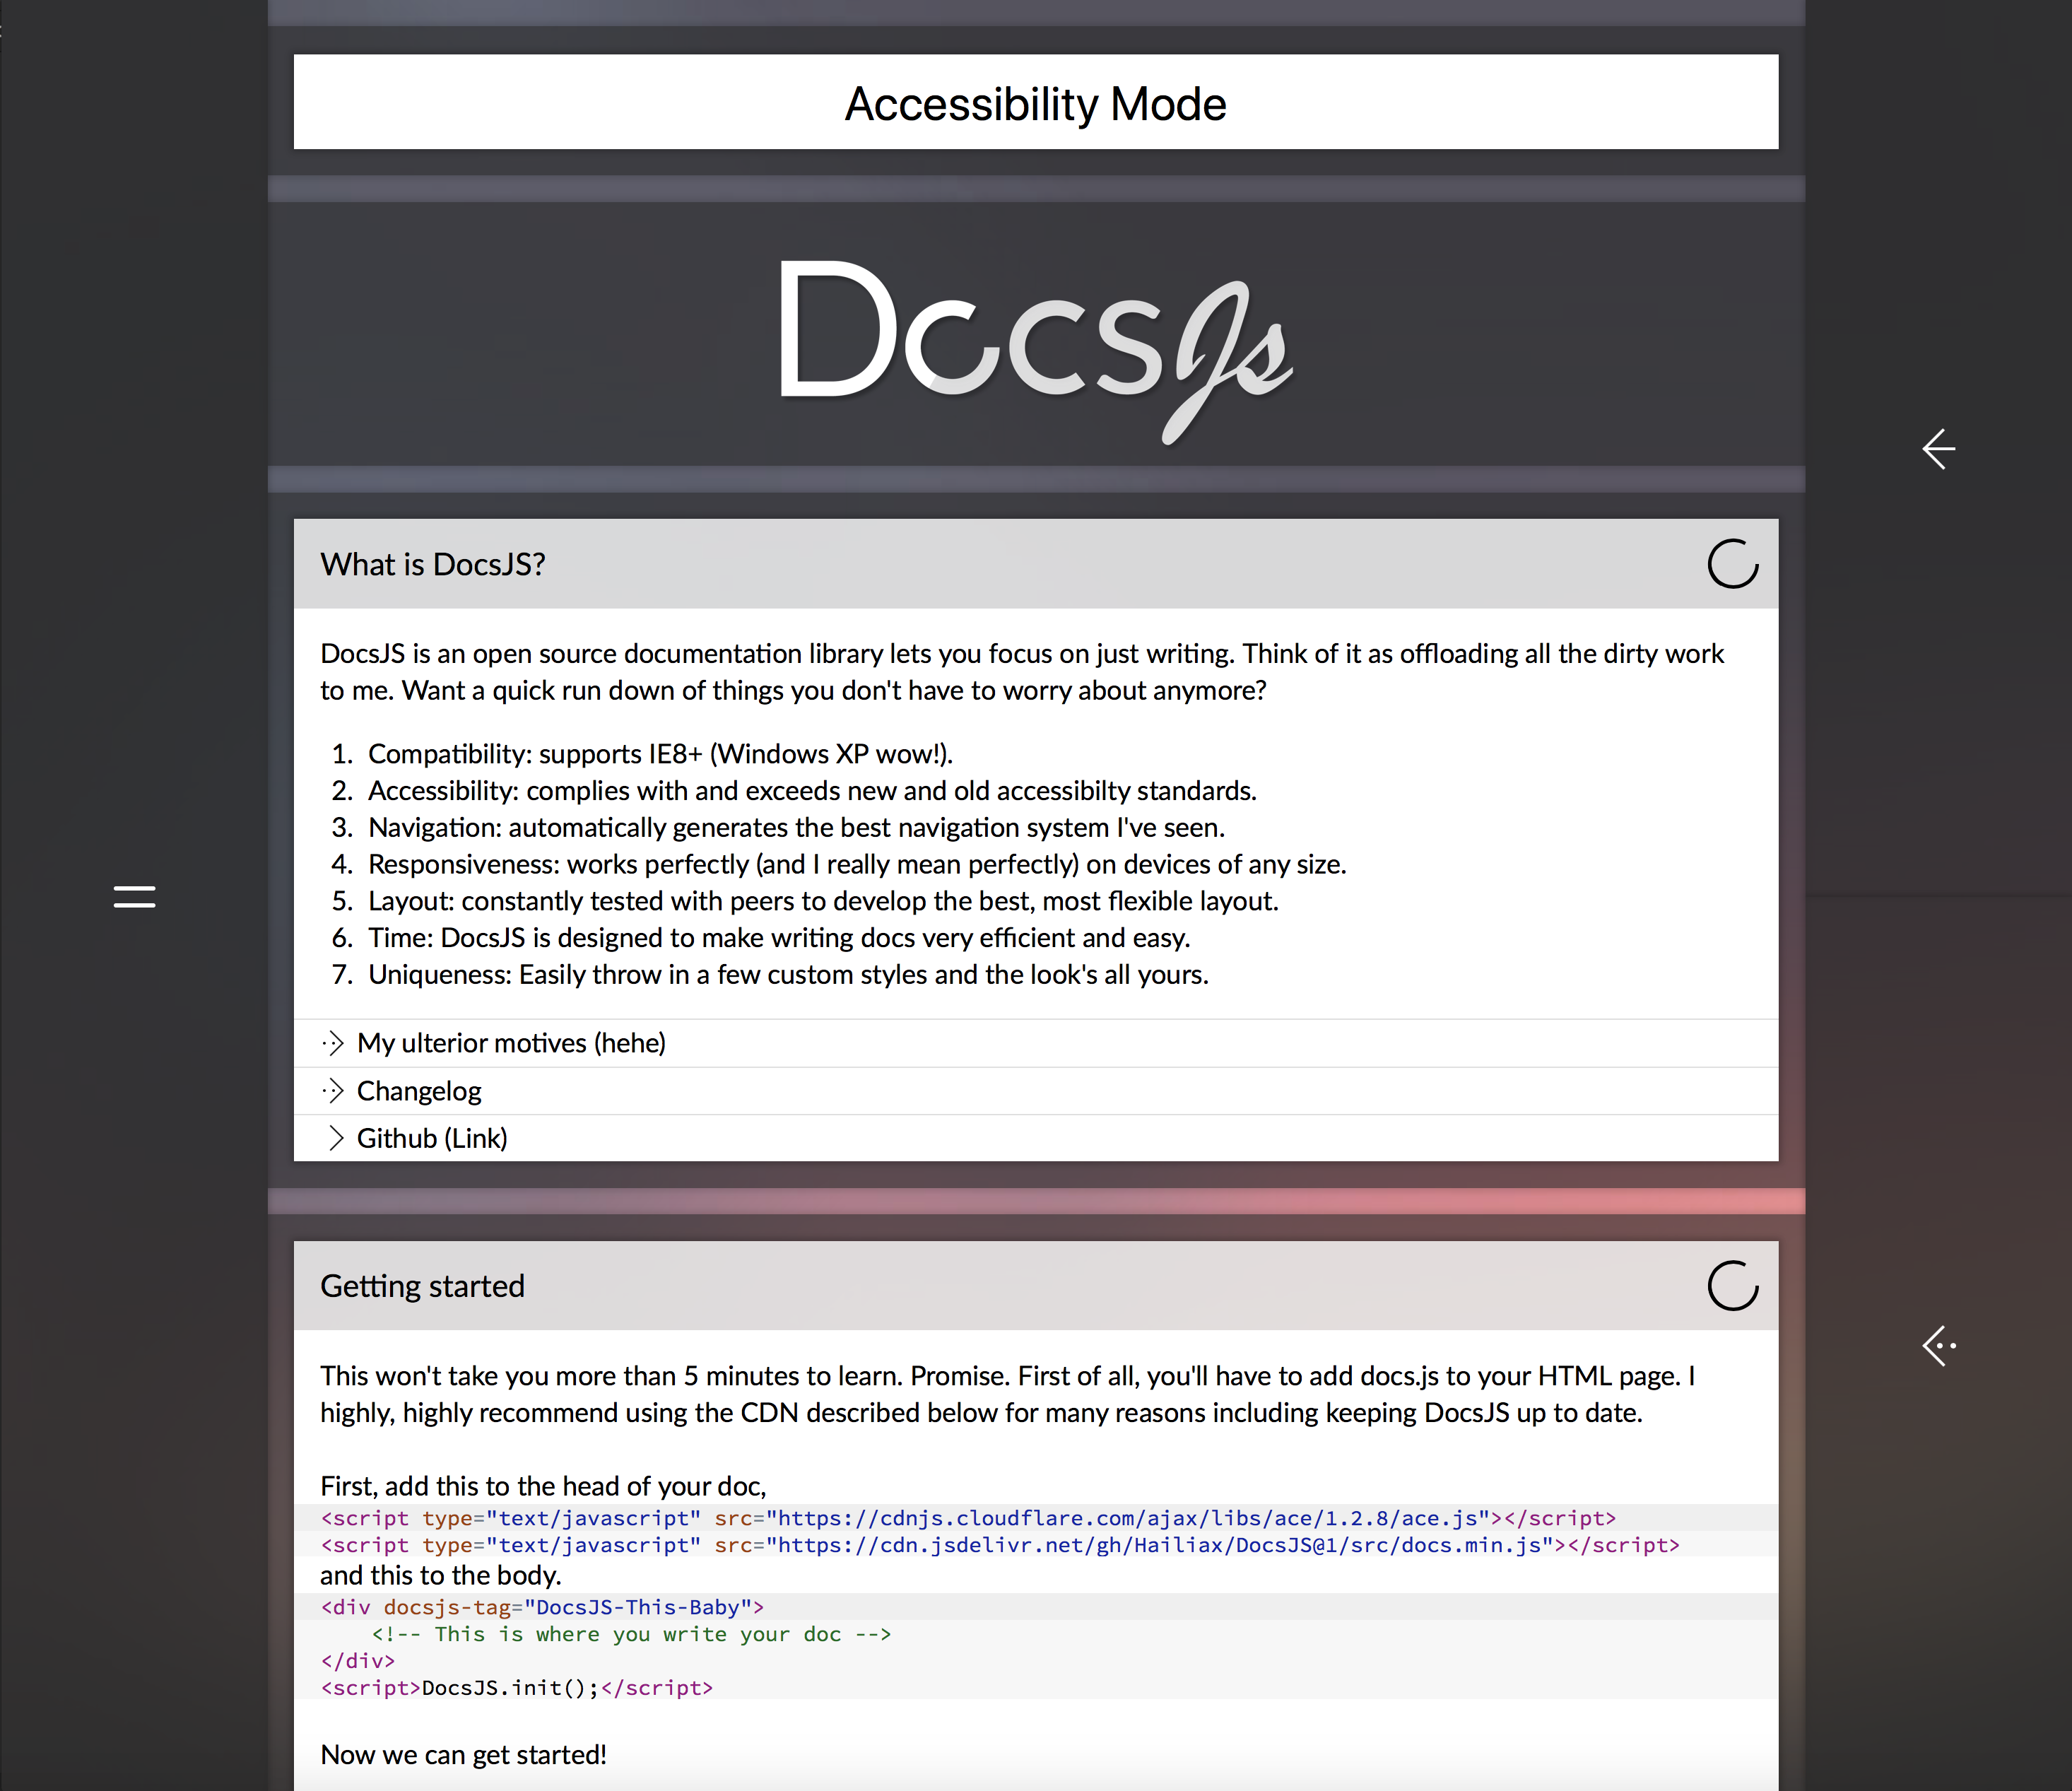 Accessibility Mode
DocsJs
What is DocsJS?
DocsJS is an open source documentation library lets you focus on just writing. Think of it as offloading all the dirty work
to me. Want a quick run down of things you don't have to worry about anymore?
1. Compatibility: supports IE8+ (Windows XP wow!).
2. Accessibility: complies with and exceeds new and old accessibilty standards.
3. Navigation: automatically generates the best navigation system I've seen.
4. Responsiveness: works perfectly (and I really mean perfectly) on devices of any size.
5. Layout: constantly tested with peers to develop the best, most flexible layout.
6. Time: DocsJS is designed to make writing docs very efficient and easy.
7. Uniqueness: Easily throw in a few custom styles and the look's all yours.
My ulterior motives (hehe)
Changelog
Github (Link)
Getting started
This won't take you more than 5 minutes to learn. Promise. First of all, you'll have to add docs.js to your HTML page. I
highly, highly recommend using the CDN described below for many reasons including keeping DocsJS up to date.
First, add this to the head of your doc,
<script type="text/javascript" src="https://cdnjs.cloudflare.com/ajax/libs/ace/1.2.8/ace.js"></script>
<script type="text/javascript" src="https://cdn.jsdelivr.net/gh/Hailiax/DocsJS@1/src/docs.min.js"></script>
and this to the body.
<div docsjs-tag="DocsJS-This-Baby">
    <!-- This is where you write your doc -->
</div>
<script>DocsJS.init();</script>
Now we can get started!